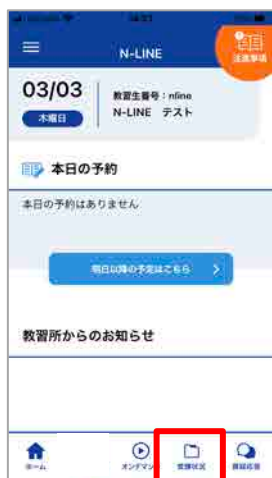 N-LINE
注意事項
03/03
木曜日
教習生番号：nline
N-LINE テスト
本日の予約
本日の予約はありません
明日以降の予定はこちら
教習所からのお知らせ
ホーム
オンデマンド
受講状況